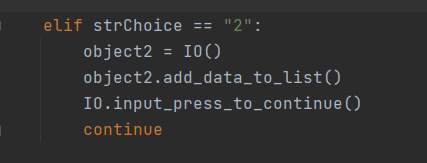 elif strChoice == "2":
    object2 = IO()
    object2.add_data_to_list()
    IO.input_press_to_continue()
    continue